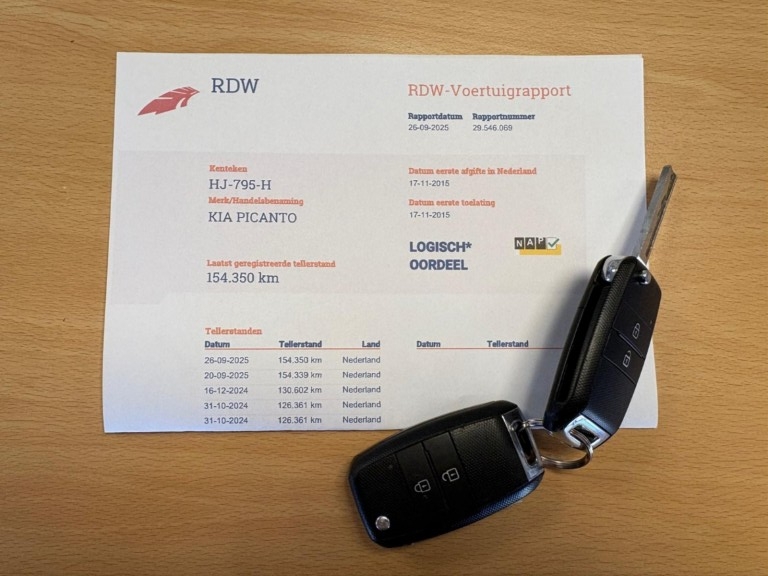 RDW
RDW-Voertuigrapport
Rapportdatum Rapportnummer
26-09-2025 29.546.069
Kenteken
HJ-795-H
Merk/Handelsbenaming
KIA PICANTO
Datum eerste afgifte in Nederland
17-11-2015
Datum eerste toelating
17-11-2015
LOGISCH*
OORDEEL
NAP
Laatst geregistreerde tellerstand
154.350 km
Tellerstanden
Datum Tellerstand Land Datum Tellerstand
26-09-2025 154.350 km Nederland
20-09-2025 154.339 km Nederland
16-12-2024 130.602 km Nederland
31-10-2024 126.361 km Nederland
31-10-2024 126.361 km Nederland